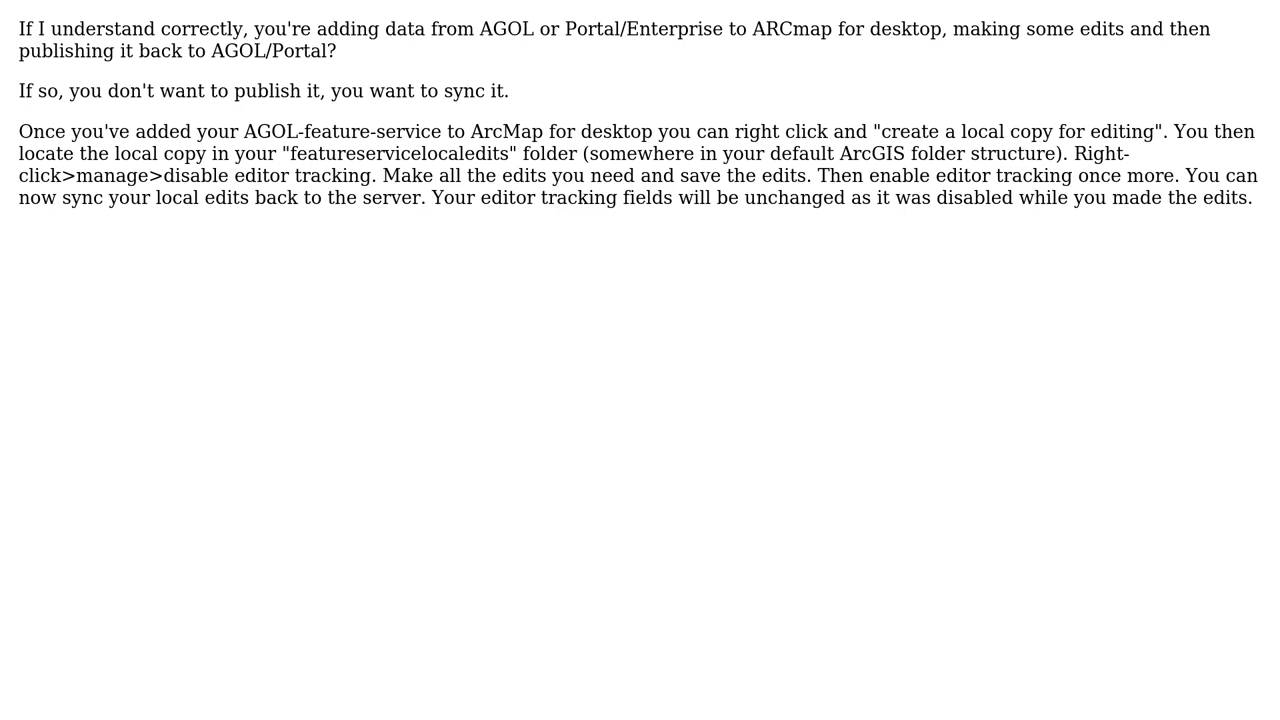 If I understand correctly, you're adding data from AGOL or Portal/Enterprise to ARCmap for desktop, making some edits and then
publishing it back to AGOL/Portal?
If so, you don't want to publish it, you want to sync it.
Once you've added your AGOL-feature-service to ArcMap for desktop you can right click and "create a local copy for editing". You then
locate the local copy in your "featureservicelocaledits" folder (somewhere in your default ArcGIS folder structure). Right-
click>manage>disable editor tracking. Make all the edits you need and save the edits. Then enable editor tracking once more. You can
now sync your local edits back to the server. Your editor tracking fields will be unchanged as it was disabled while you made the edits.